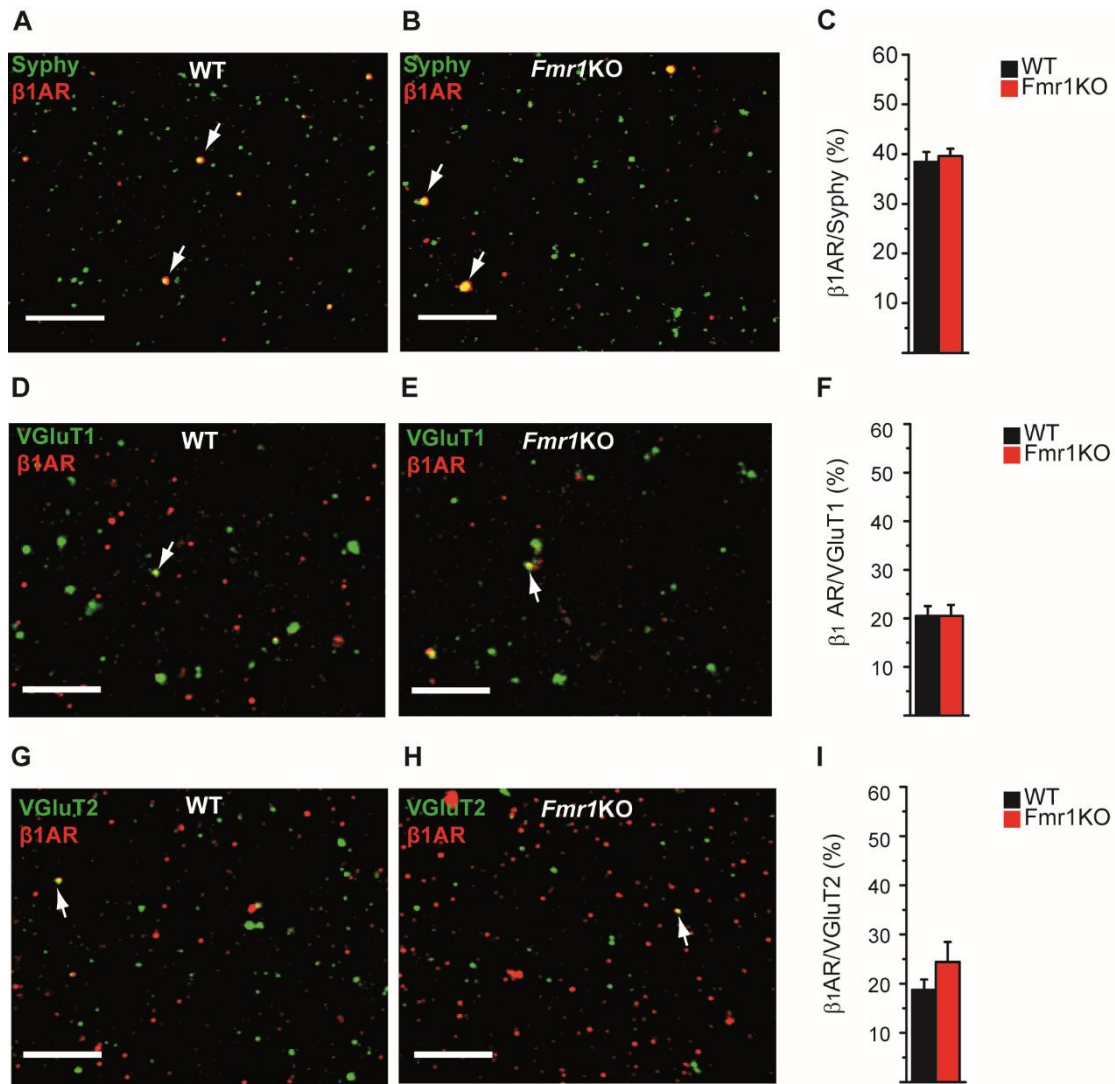 A
Syphy
WT
β1AR
B
Syphy
Fmr1KO
β1AR
C
60
50
40
30
20
10
β1AR/Syphy (%)
WT
Fmr1KO
D
VGluT1
WT
β1AR
E
VGluT1
Fmr1KO
β1AR
F
60
50
40
30
20
10
β1 AR/VGluT1 (%)
WT
Fmr1KO
G
VGluT2
WT
β1AR
H
VGluT2
Fmr1KO
β1AR
I
60
50
40
30
20
10
β1AR/VGluT2 (%)
WT
Fmr1KO